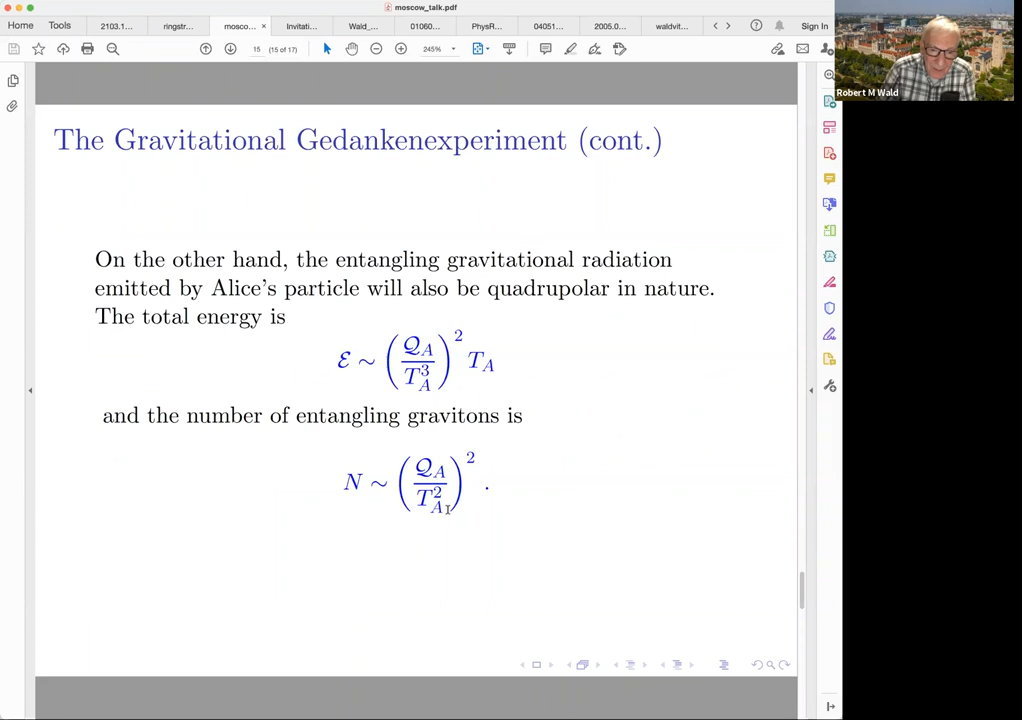 moscow_talk.pdf
Home Tools 2103.1... ringstr... mosco... × Invitati... Wald_... 01060... PhysR... 04051... 2005.0... waldvit... Sign In
15 (15 of 17) 245%
Robert M Wald
The Gravitational Gedankenexperiment (cont.)
On the other hand, the entangling gravitational radiation
emitted by Alice's particle will also be quadrupolar in nature.
The total energy is
ℰ ∼ (𝒬_A / T_A^3)^2 T_A
and the number of entangling gravitons is
N ∼ (𝒬_A / T_A^2)^2 .